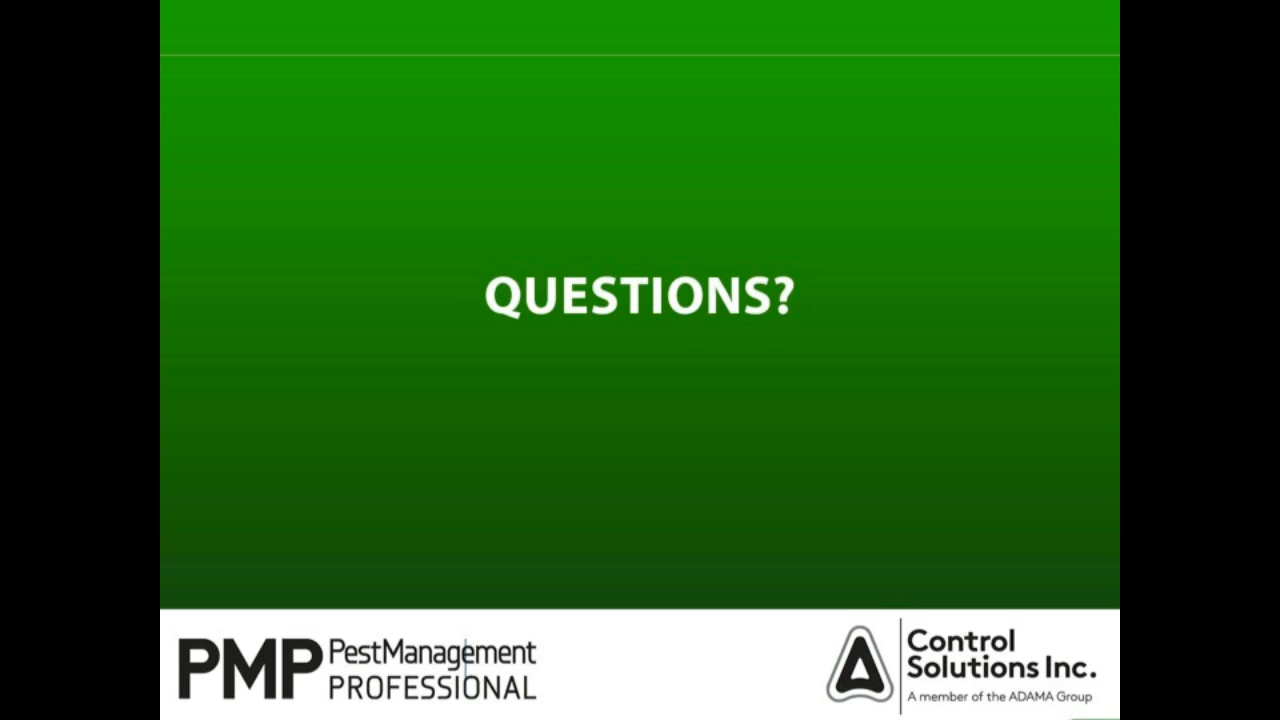 QUESTIONS?
PMP PestManagement
PROFESSIONAL
Control
Solutions Inc.
A member of the ADAMA Group